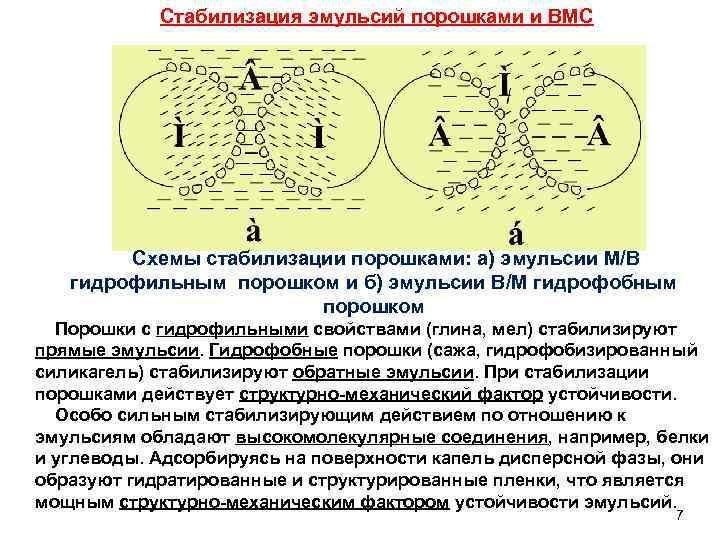 Стабилизация эмульсий порошками и ВМС
Â Ì
Ì Ì Â Â
à á
Схемы стабилизации порошками: а) эмульсии М/В
гидрофильным порошком и б) эмульсии В/М гидрофобным
порошком
Порошки с гидрофильными свойствами (глина, мел) стабилизируют
прямые эмульсии. Гидрофобные порошки (сажа, гидрофобизированный
силикагель) стабилизируют обратные эмульсии. При стабилизации
порошками действует структурно-механический фактор устойчивости.
Особо сильным стабилизирующим действием по отношению к
эмульсиям обладают высокомолекулярные соединения, например, белки
и углеводы. Адсорбируясь на поверхности капель дисперсной фазы, они
образуют гидратированные и структурированные пленки, что является
мощным структурно-механическим фактором устойчивости эмульсий.
7